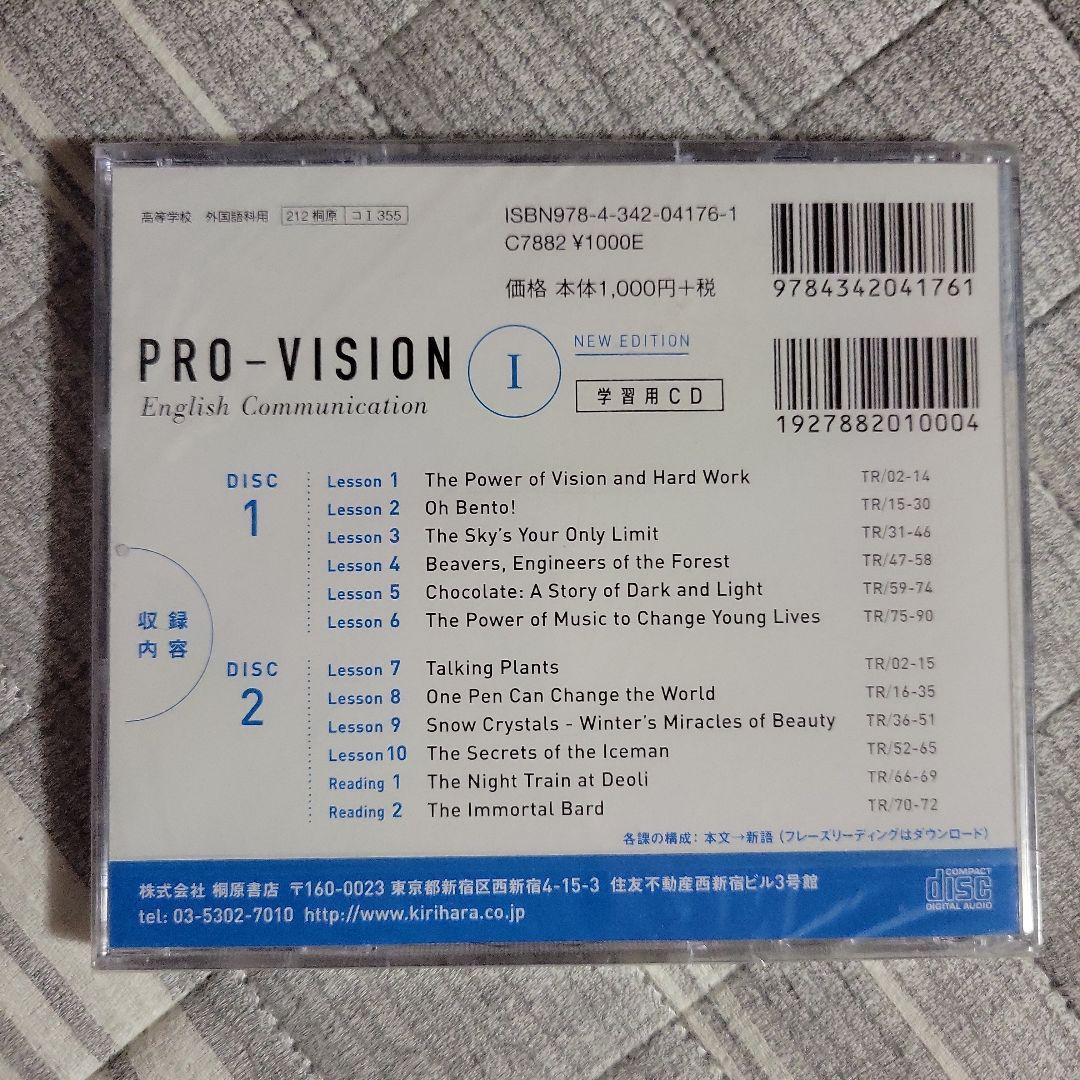 高等学校 外国語科用 212 桐原 コI 355
ISBN978-4-342-04176-1
C7882 ¥1000E
価格 本体1,000円+税
9784342041761
1927882010004
PRO-VISION I NEW EDITION
English Communication
学習用CD
収録
内容
DISC
1
Lesson 1 The Power of Vision and Hard Work TR/02-14
Lesson 2 Oh Bento! TR/15-30
Lesson 3 The Sky's Your Only Limit TR/31-46
Lesson 4 Beavers, Engineers of the Forest TR/47-58
Lesson 5 Chocolate: A Story of Dark and Light TR/59-74
Lesson 6 The Power of Music to Change Young Lives TR/75-90
DISC
2
Lesson 7 Talking Plants TR/02-15
Lesson 8 One Pen Can Change the World TR/16-35
Lesson 9 Snow Crystals - Winter's Miracles of Beauty TR/36-51
Lesson 10 The Secrets of the Iceman TR/52-65
Reading 1 The Night Train at Deoli TR/66-69
Reading 2 The Immortal Bard TR/70-72
各課の構成:本文→新語(フレーズリーディングはダウンロード)
株式会社 桐原書店 〒160-0023 東京都新宿区西新宿4-15-3 住友不動産西新宿ビル3号館
tel: 03-5302-7010 http://www.kirihara.co.jp
COMPACT
disc
DIGITAL AUDIO